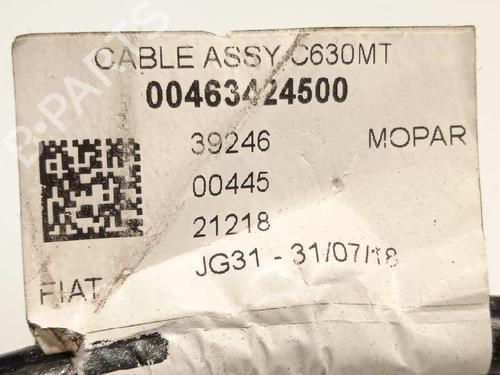 CABLE ASSY C630MT
00463424500
39246 MOPAR
00445
21218
JG31 - 31/07/18
FIAT
B-PARTS